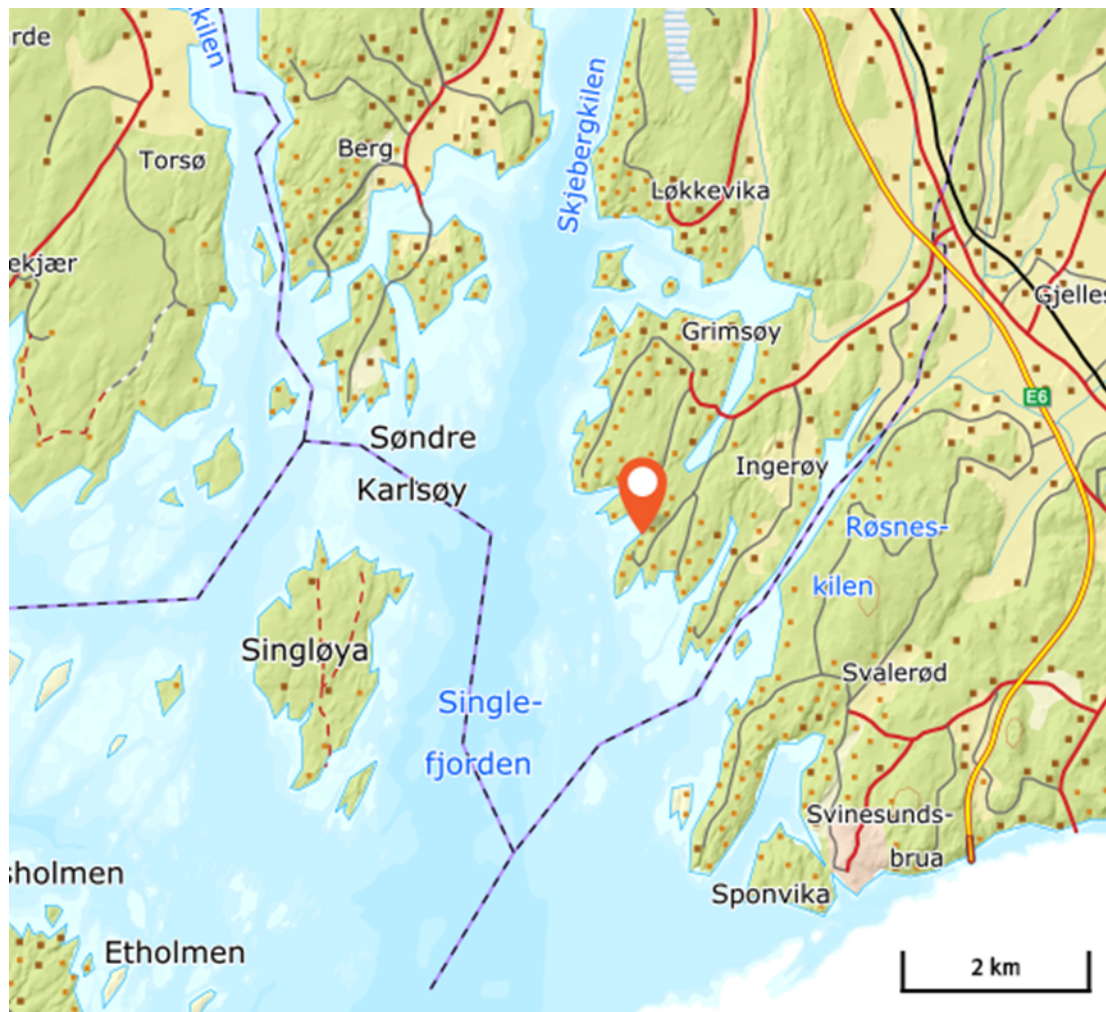 kilen
rde
Torsø
Berg
Skjebergkilen
Løkkevika
ekjær
Gjelles
Grimsøy
E6
Søndre
Karlsøy
Ingerøy
Røsnes-
kilen
Singløya
Svalerød
Single-
fjorden
Svinesunds-
brua
sholmen
Sponvika
Etholmen
2 km